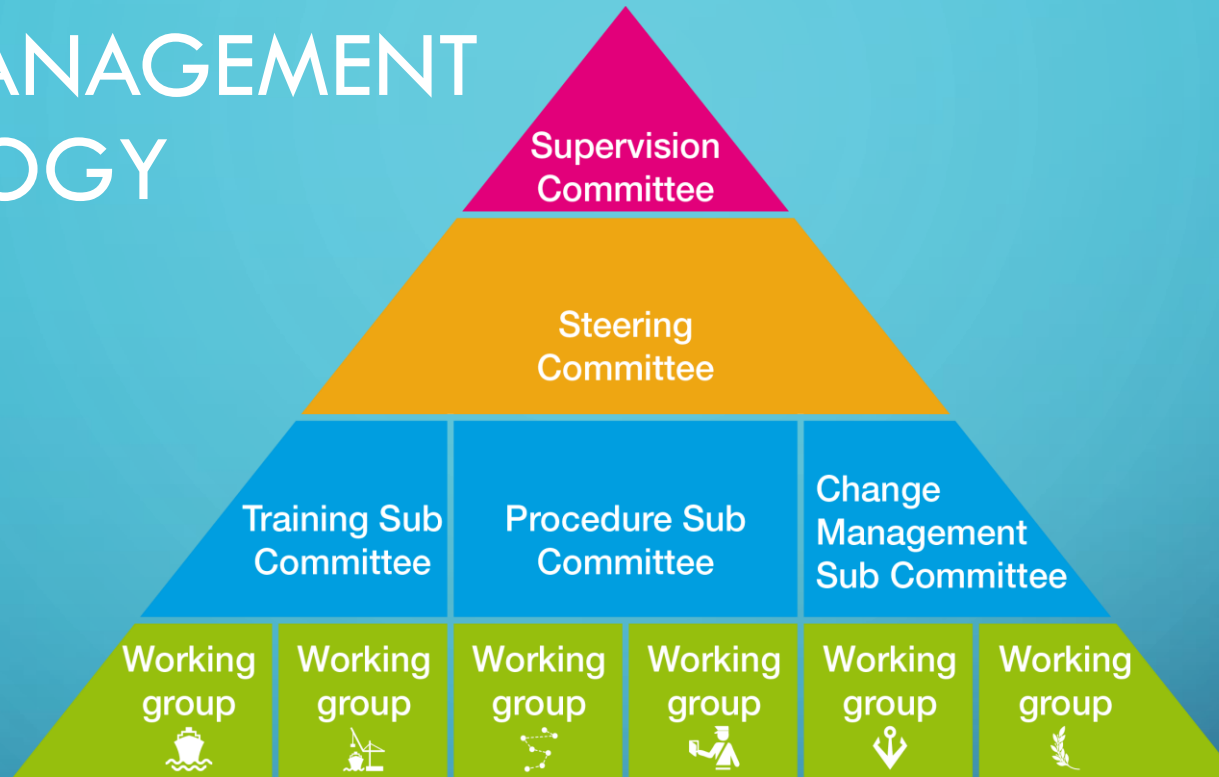 ANAGEMENT
OGY
Supervision
Committee
Steering
Committee
Training Sub
Committee
Procedure Sub
Committee
Change
Management
Sub Committee
Working
group
Working
group
Working
group
Working
group
Working
group
Working
group